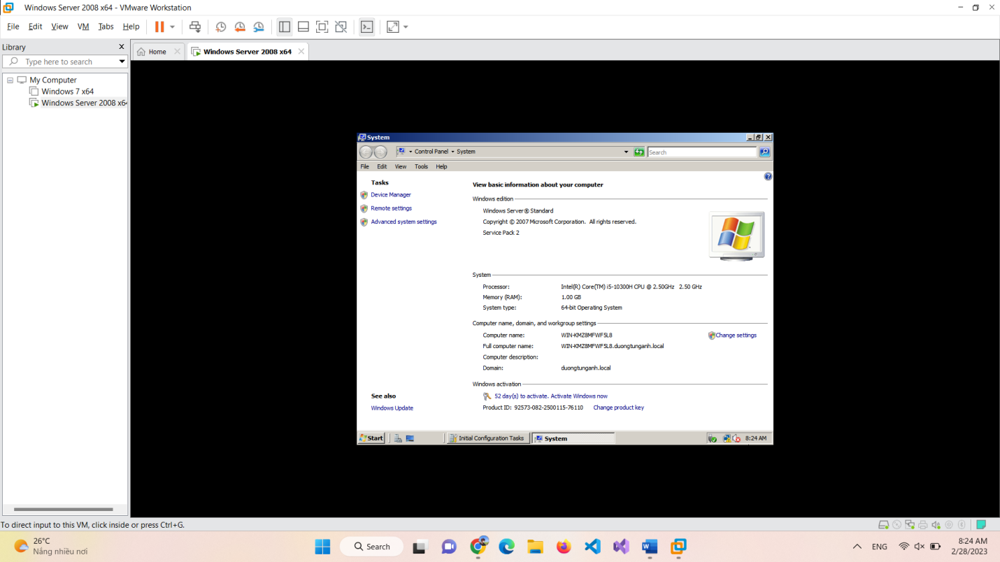 Windows Server 2008 x64 - VMware Workstation
File Edit View VM Tabs Help
Library x
Home
Windows Server 2008 x64
Type here to search
My Computer
Windows 7 x64
Windows Server 2008 x64
System
Control Panel System
Search
File Edit View Tools Help
Tasks
Device Manager
Remote settings
Advanced system settings
View basic information about your computer
Windows edition
Windows Server® Standard
Copyright © 2007 Microsoft Corporation. All rights reserved.
Service Pack 2
System
Processor: Intel(R) Core(TM) i5-10300H CPU @ 2.50GHz 2.50 GHz
Memory (RAM): 1.00 GB
System type: 64-bit Operating System
Computer name, domain, and workgroup settings
Computer name: WIN-KMZ8MFWF5L8 Change settings
Full computer name: WIN-KMZ8MFWF5L8.duongtunganh.local
Computer description:
Domain: duongtunganh.local
Windows activation
52 day(s) to activate. Activate Windows now
Product ID: 92573-082-2500115-76110 Change product key
See also
Windows Update
Start
Initial Configuration Tasks
System
8:24 AM
To direct input to this VM, click inside or press Ctrl+G.
26°C
Nắng nhiều nơi
Search
ENG
8:24 AM
2/28/2023